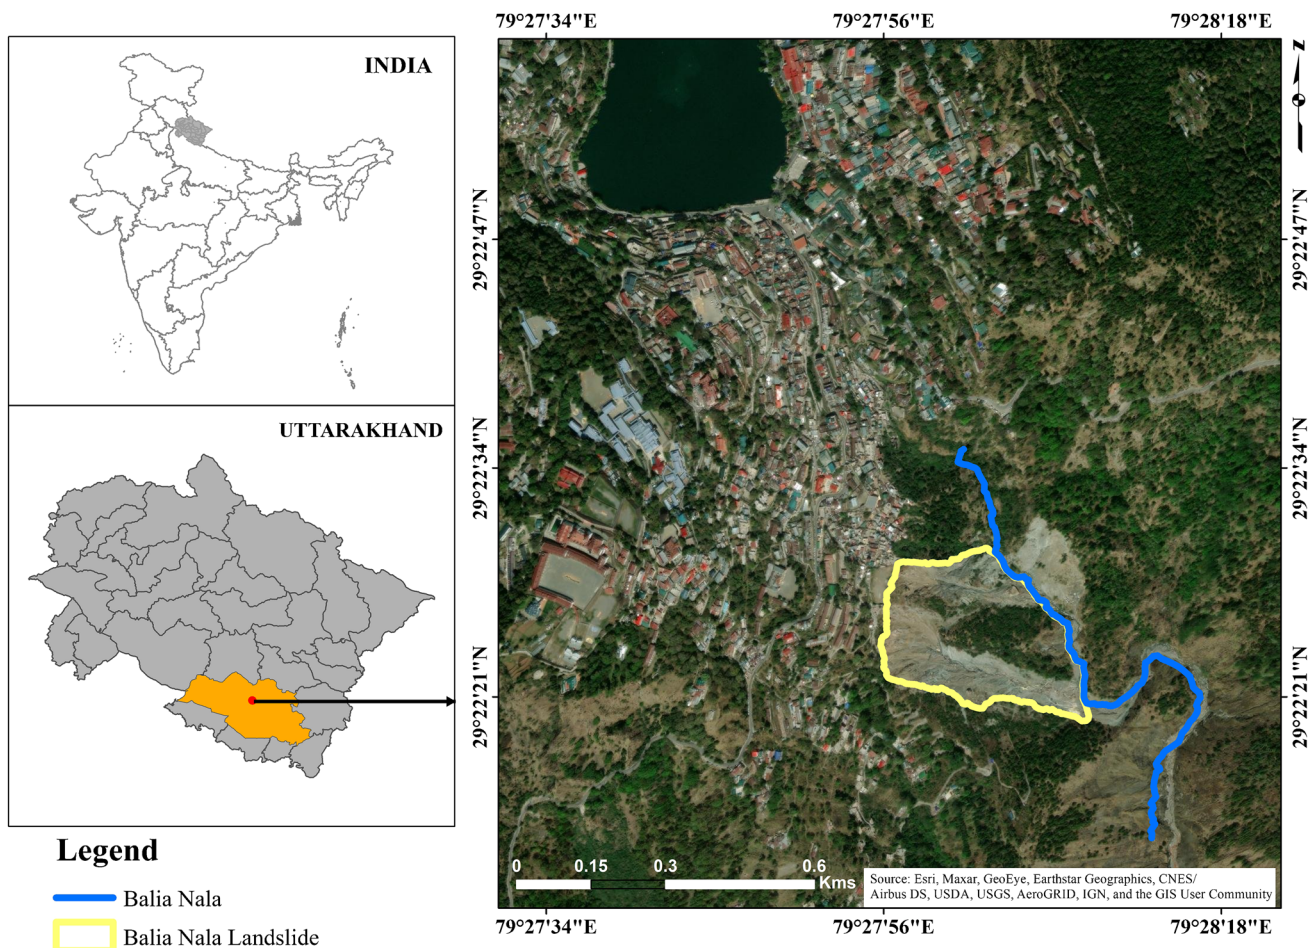 INDIA
UTTARAKHAND
Legend
Balia Nala
Balia Nala Landslide
79°27'34"E 79°27'56"E 79°28'18"E
N
29°22'47"N 29°22'47"N
29°22'34"N 29°22'34"N
29°22'21"N 29°22'21"N
0 0.15 0.3 0.6
Kms
Source: Esri, Maxar, GeoEye, Earthstar Geographics, CNES/
Airbus DS, USDA, USGS, AeroGRID, IGN, and the GIS User Community
79°27'34"E 79°27'56"E 79°28'18"E